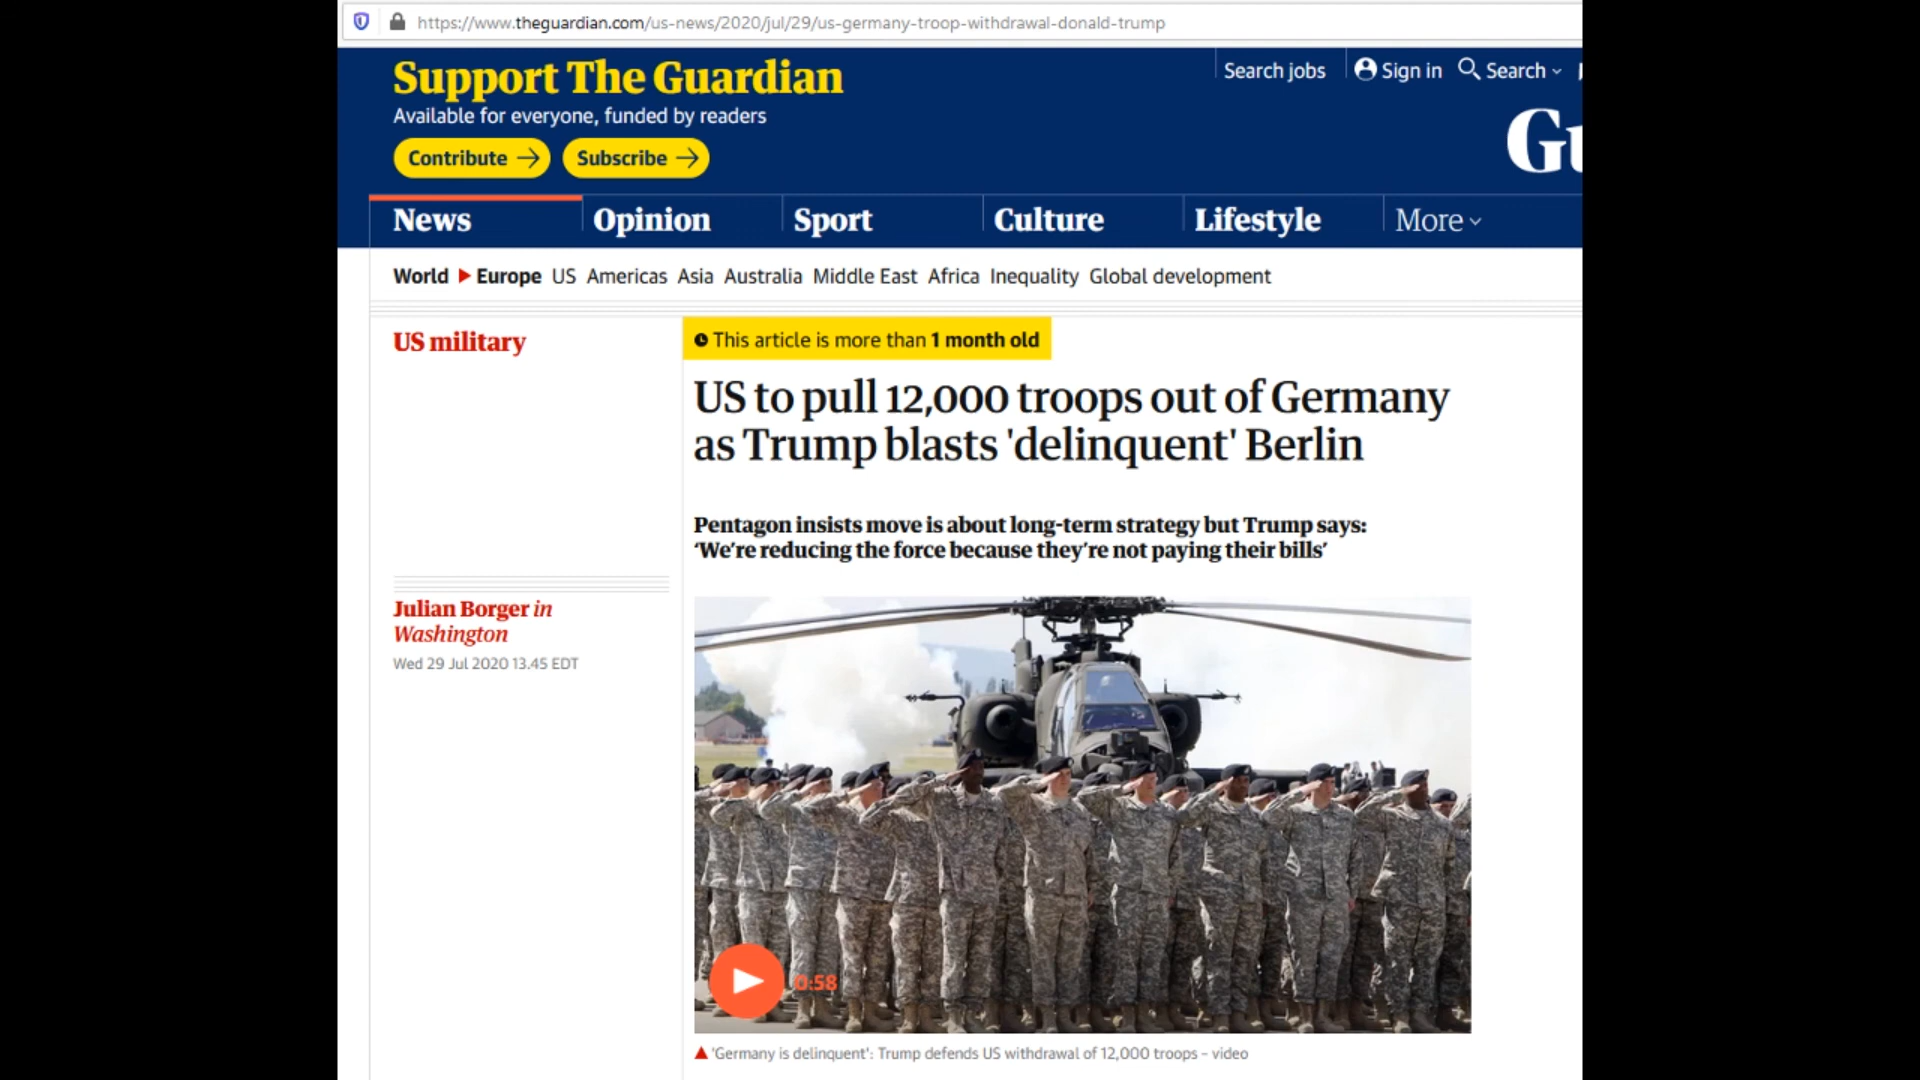 https://www.theguardian.com/us-news/2020/jul/29/us-germany-troop-withdrawal-donald-trump
Support The Guardian
Available for everyone, funded by readers
Contribute → Subscribe →
Search jobs Sign in Search
Gu
News Opinion Sport Culture Lifestyle More
World Europe US Americas Asia Australia Middle East Africa Inequality Global development
US military
This article is more than 1 month old
US to pull 12,000 troops out of Germany
as Trump blasts 'delinquent' Berlin
Pentagon insists move is about long-term strategy but Trump says:
‘We’re reducing the force because they’re not paying their bills’
Julian Borger in
Washington
Wed 29 Jul 2020 13.45 EDT
0:58
'Germany is delinquent': Trump defends US withdrawal of 12,000 troops – video